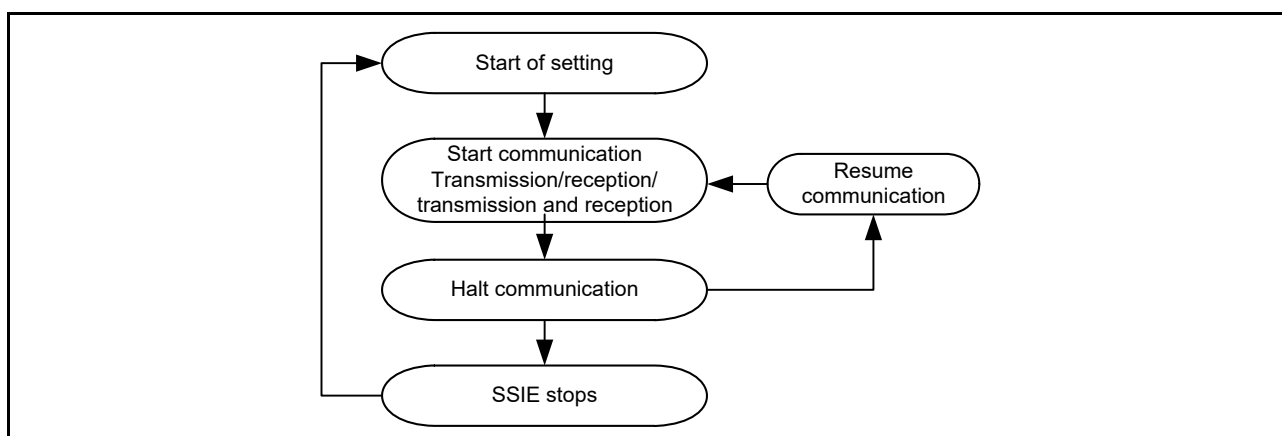 Start of setting
Start communication
Transmission/reception/
transmission and reception
Resume
communication
Halt communication
SSIE stops